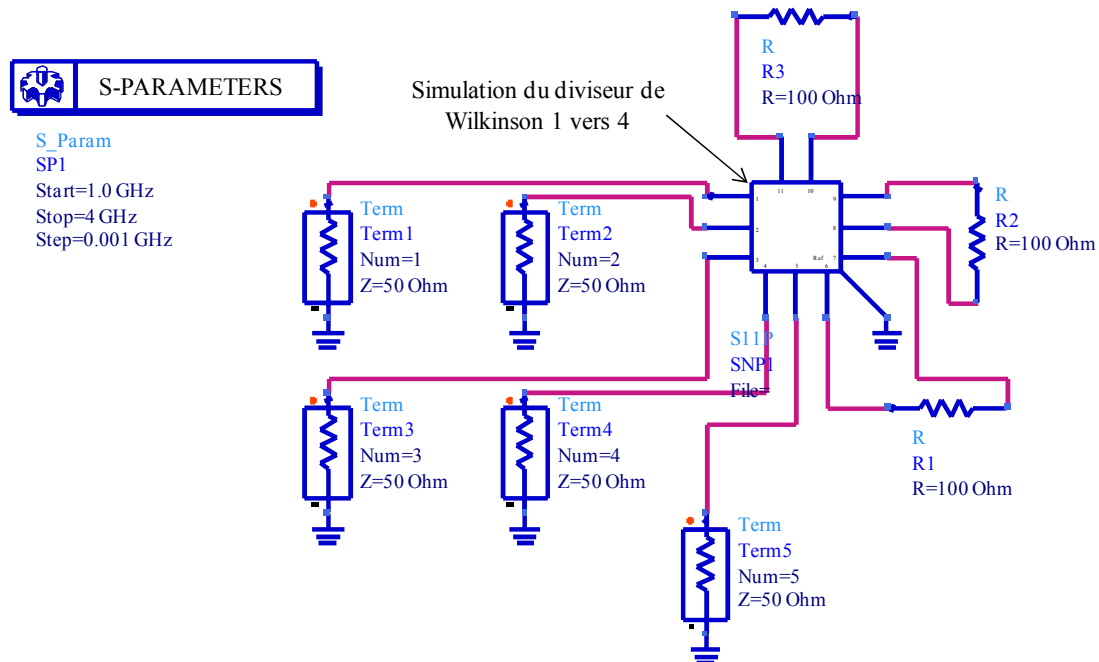 S-PARAMETERS
S_Param
SP1
Start=1.0 GHz
Stop=4 GHz
Step=0.001 GHz
Simulation du diviseur de
Wilkinson 1 vers 4
R
R3
R=100 Ohm
Term
Term1
Num=1
Z=50 Ohm
Term
Term2
Num=2
Z=50 Ohm
11
10
1
2
3
4
5
6
Ref
7
8
9
R
R2
R=100 Ohm
S11P
SNP1
File=
Term
Term3
Num=3
Z=50 Ohm
Term
Term4
Num=4
Z=50 Ohm
R
R1
R=100 Ohm
Term
Term5
Num=5
Z=50 Ohm